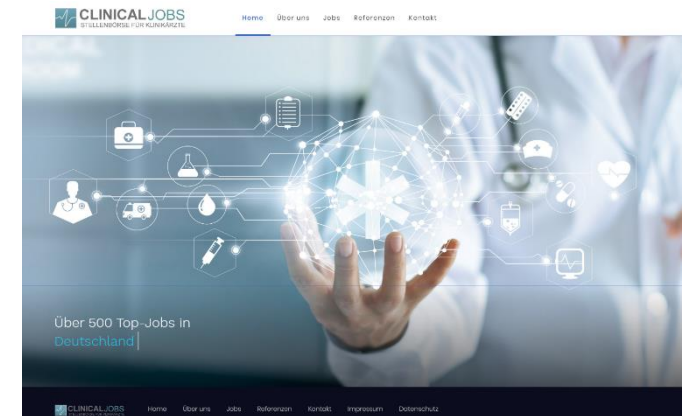 CLINICAL JOBS
STELLENBÖRSE FÜR KLINIKÄRZTE
Home Über uns Jobs Referenzen Kontakt
Über 500 Top-Jobs in
Deutschland
CLINICAL JOBS
Home Über uns Jobs Referenzen Kontakt Impressum Datenschutz